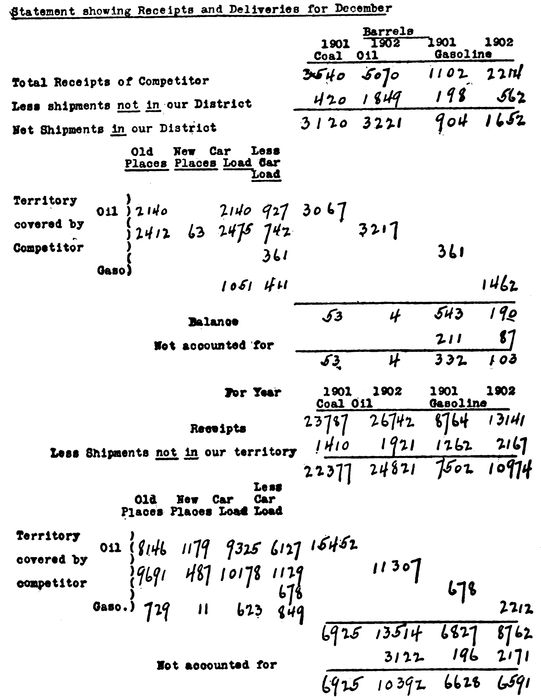 Statement showing Receipts and Deliveries for December
Barrels
1901 1902 1901 1902
Coal Oil Gasoline
Total Receipts of Competitor 3540 5070 1102 2214
Less shipments not in our District 420 1849 198 562
Net Shipments in our District 3120 3221 904 1652
Old New Car Less
Places Places Load Car
Load
Territory
Oil 2140 2140 927 3067
covered by
2412 63 2475 742 3217
Competitor 361 361
Gaso
1051 411 1462
Balance 53 4 543 190
Not accounted for 211 87
53 4 332 103
For Year 1901 1902 1901 1902
Coal Oil Gasoline
Receipts 23787 26742 8764 13141
Less Shipments not in our territory 1410 1921 1262 2167
22377 24821 7502 10974
Less
Old New Car Car
Places Places Load Load
Territory
Oil 8146 1179 9325 6127 15452
covered by
9691 487 10178 1129 11307
competitor 678 678
Gaso. 729 11 623 849 2212
6925 13514 6827 8762
Not accounted for 3122 196 2171
6925 10392 6628 6591